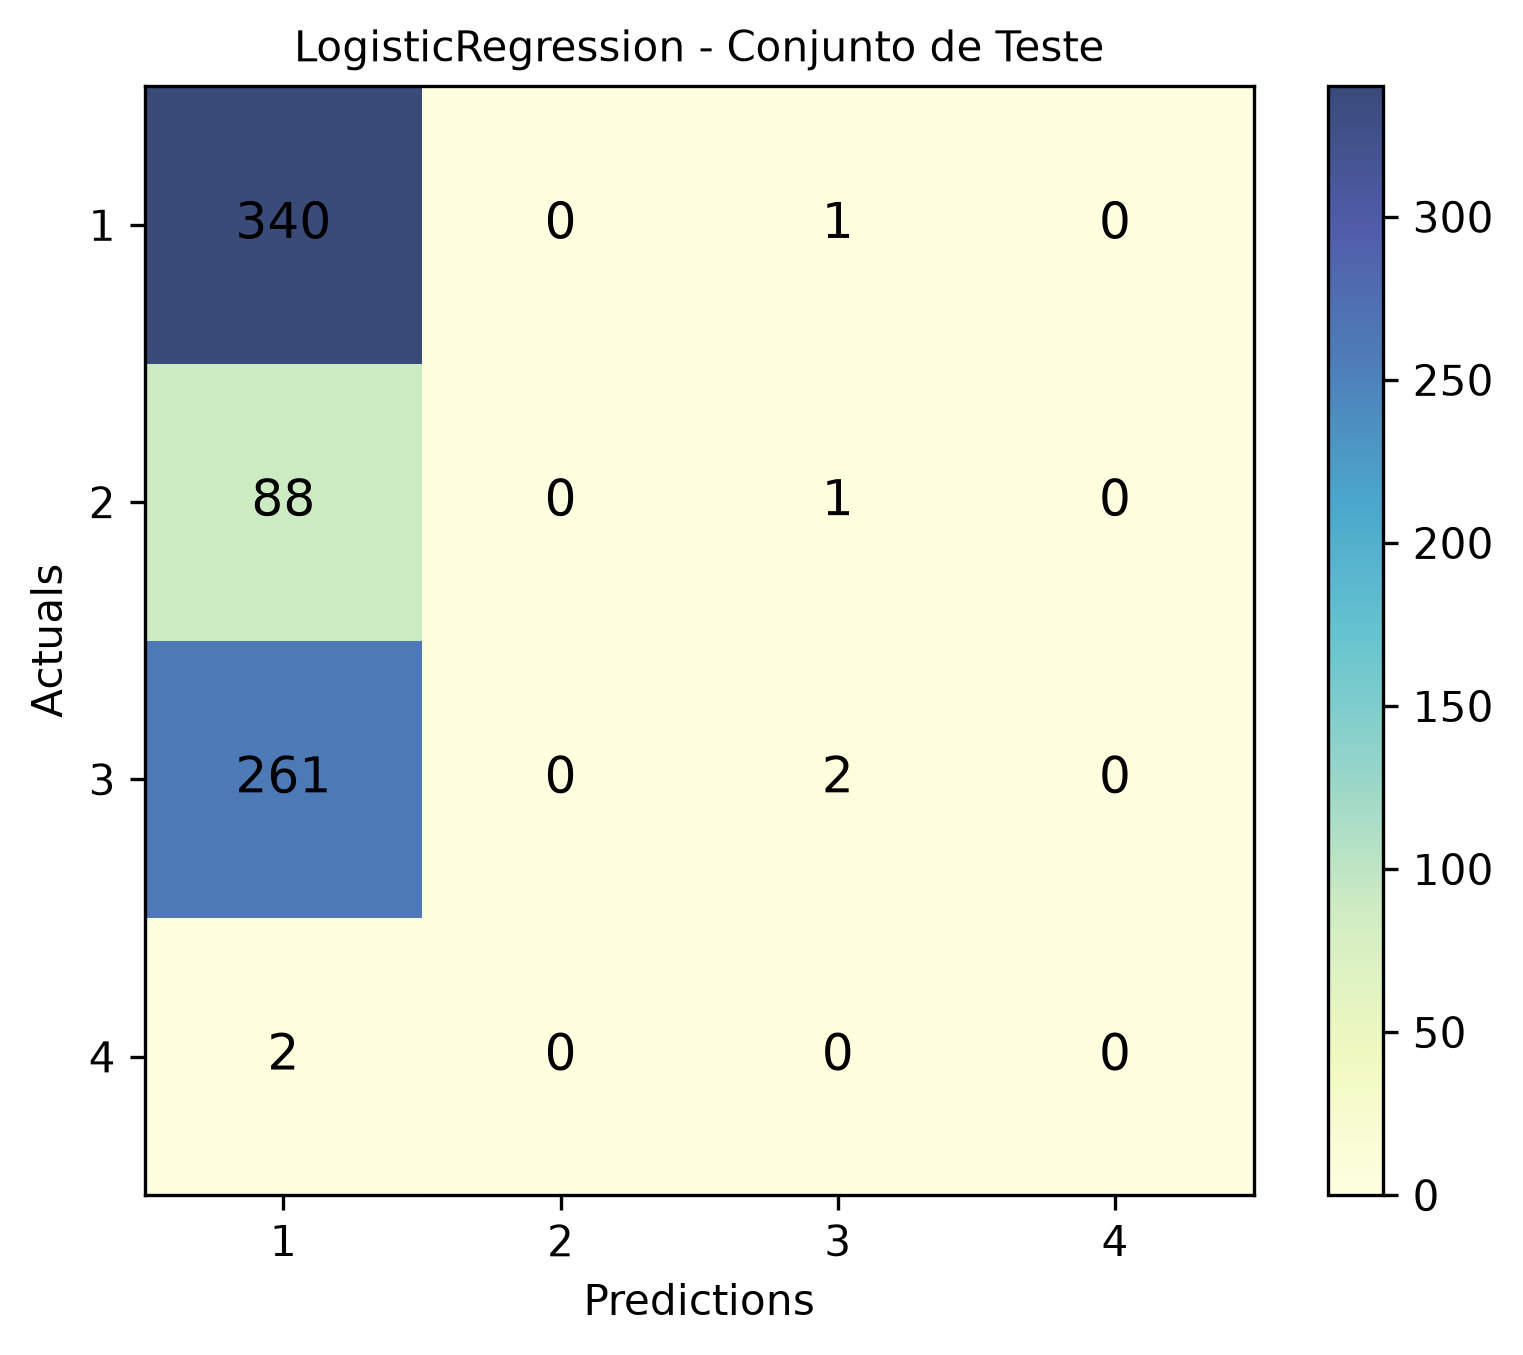 LogisticRegression - Conjunto de Teste
1 340 0 1 0
2 88 0 1 0
3 261 0 2 0
4 2 0 0 0
1 2 3 4
Predictions
Actuals
300
250
200
150
100
50
0